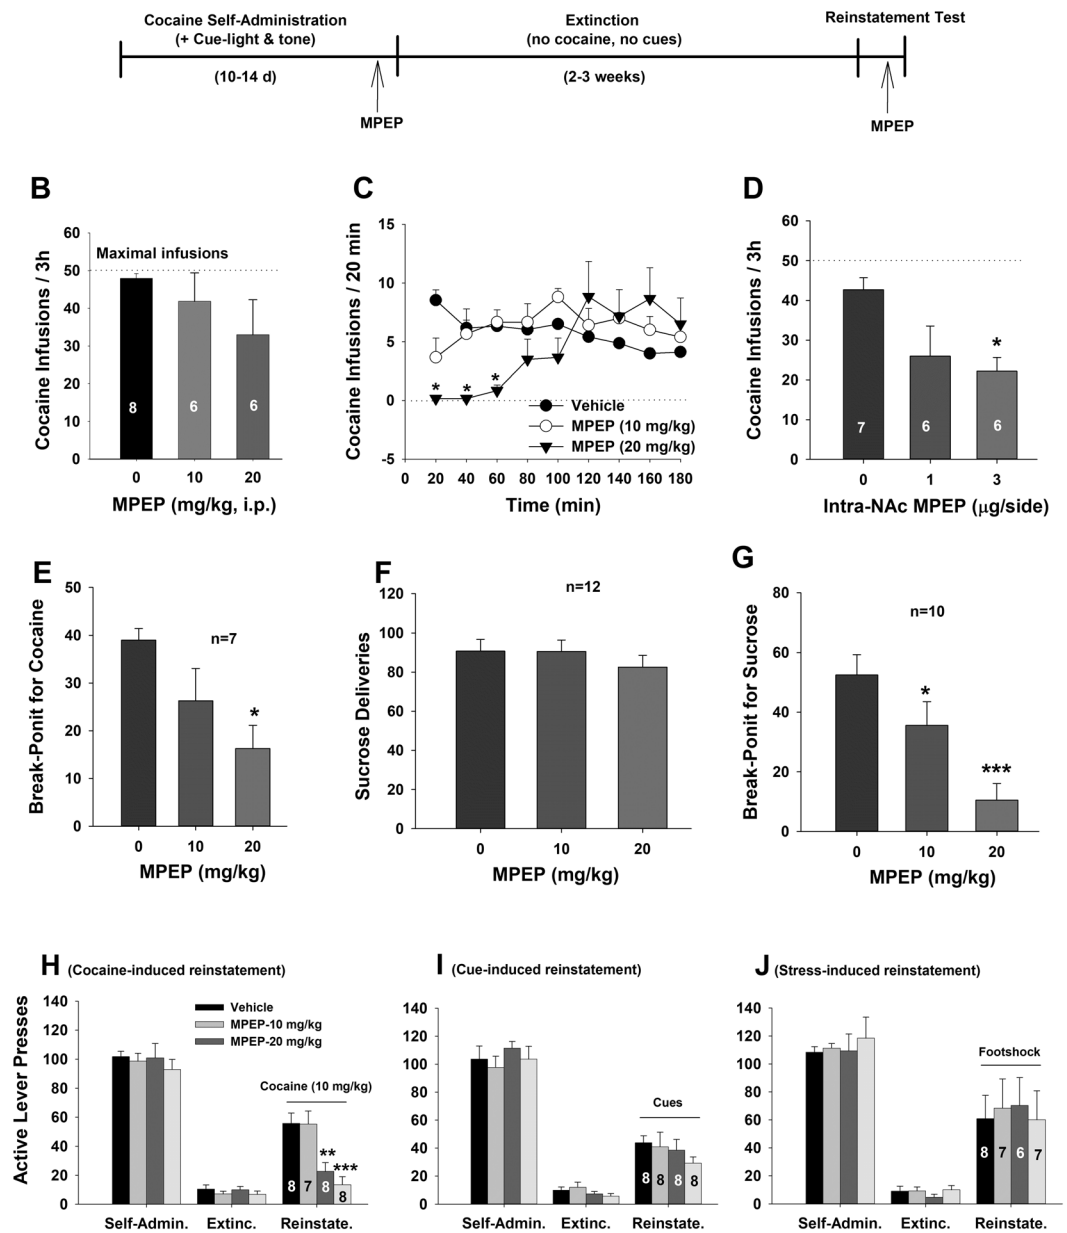 Cocaine Self-Administration
(+ Cue-light & tone)
Extinction
(no cocaine, no cues)
Reinstatement Test
(10-14 d)
(2-3 weeks)
MPEP
MPEP
B
60
50
40
30
20
10
0
Cocaine Infusions / 3h
Maximal infusions
8
6
6
0
10
20
MPEP (mg/kg, i.p.)
C
15
10
5
0
-5
Cocaine Infusions / 20 min
*
*
*
Vehicle
MPEP (10 mg/kg)
MPEP (20 mg/kg)
0 20 40 60 80 100 120 140 160 180
Time (min)
D
60
50
40
30
20
10
0
Cocaine Infusions / 3h
*
7
6
6
0
1
3
Intra-NAc MPEP (μg/side)
E
50
40
30
20
10
0
Break-Ponit for Cocaine
n=7
*
0
10
20
MPEP (mg/kg)
F
120
100
80
60
40
20
0
Sucrose Deliveries
n=12
0
10
20
MPEP (mg/kg)
G
80
60
40
20
0
Break-Ponit for Sucrose
n=10
*
***
0
10
20
MPEP (mg/kg)
H (Cocaine-induced reinstatement)
140
120
100
80
60
40
20
0
Active Lever Presses
Vehicle
MPEP-10 mg/kg
MPEP-20 mg/kg
Cocaine (10 mg/kg)
**
***
8 7 8 8
Self-Admin. Extinc. Reinstate.
I (Cue-induced reinstatement)
140
120
100
80
60
40
20
0
Cues
8 8 8 8
Self-Admin. Extinc. Reinstate.
J (Stress-induced reinstatement)
140
120
100
80
60
40
20
0
Footshock
8 7 6 7
Self-Admin. Extinc. Reinstate.